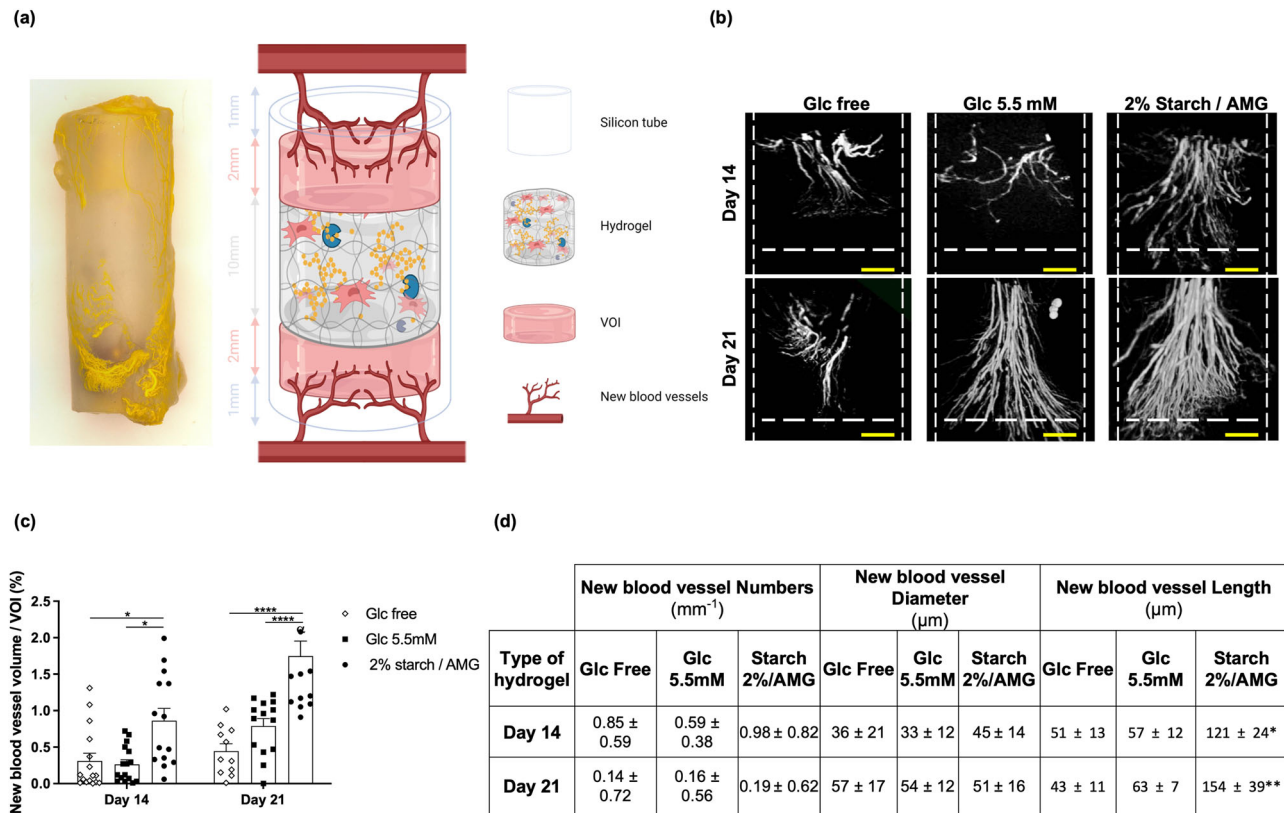 (a)
1mm
2mm
10mm
2mm
1mm
Silicon tube
Hydrogel
VOI
New blood vessels
(b)
Glc free
Glc 5.5 mM
2% Starch / AMG
Day 14
Day 21
(c)
New blood vessel volume / VOI (%)
2.5
2.0
1.5
1.0
0.5
0.0
*
*
****
****
α
Day 14
Day 21
Glc free
Glc 5.5mM
2% starch / AMG
(d)
New blood vessel Numbers
(mm-1)
New blood vessel
Diameter
(µm)
New blood vessel Length
(µm)
Type of
hydrogel
Glc Free
Glc
5.5mM
Starch
2%/AMG
Glc Free
Glc
5.5mM
Starch
2%/AMG
Glc Free
Glc
5.5mM
Starch
2%/AMG
Day 14
0.85 ±
0.59
0.59 ±
0.38
0.98 ± 0.82
36 ± 21
33 ± 12
45 ± 14
51 ± 13
57 ± 12
121 ± 24*
Day 21
0.14 ±
0.72
0.16 ±
0.56
0.19 ± 0.62
57 ± 17
54 ± 12
51 ± 16
43 ± 11
63 ± 7
154 ± 39**